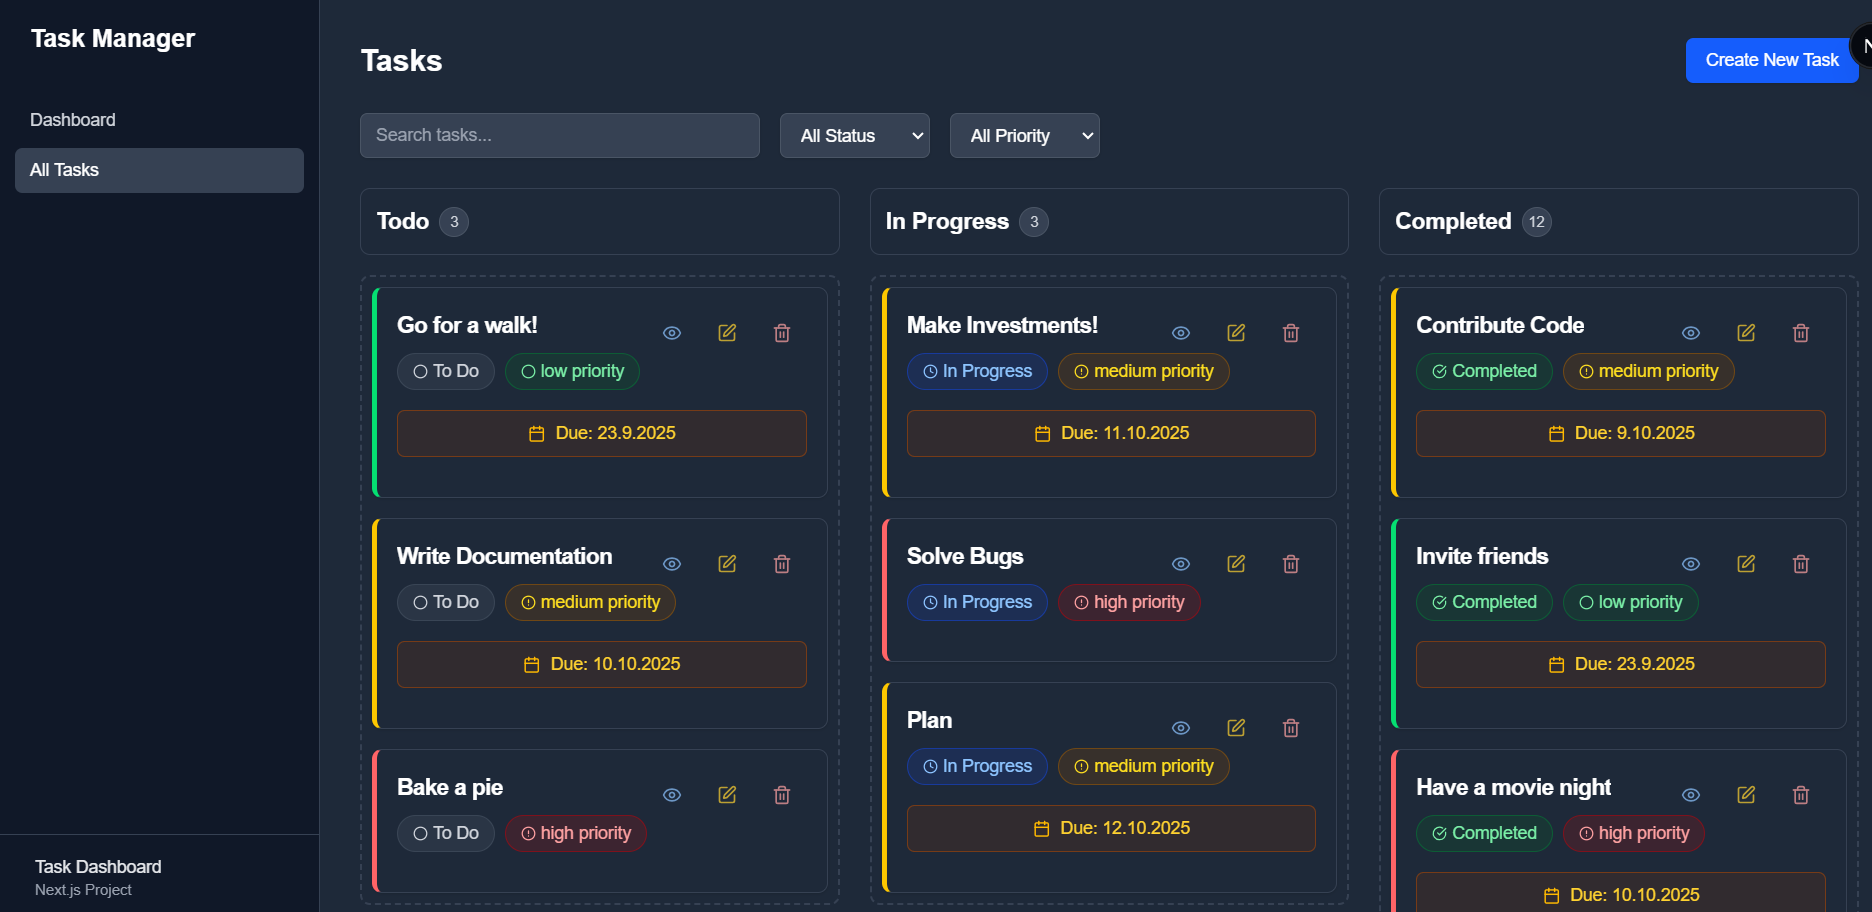 Task Manager
Dashboard
All Tasks
Task Dashboard
Next.js Project
Tasks
Create New Task
N
Search tasks...
All Status
All Priority
Todo 3
Go for a walk!
To Do low priority
Due: 23.9.2025
Write Documentation
To Do medium priority
Due: 10.10.2025
Bake a pie
To Do high priority
In Progress 3
Make Investments!
In Progress medium priority
Due: 11.10.2025
Solve Bugs
In Progress high priority
Plan
In Progress medium priority
Due: 12.10.2025
Completed 12
Contribute Code
Completed medium priority
Due: 9.10.2025
Invite friends
Completed low priority
Due: 23.9.2025
Have a movie night
Completed high priority
Due: 10.10.2025